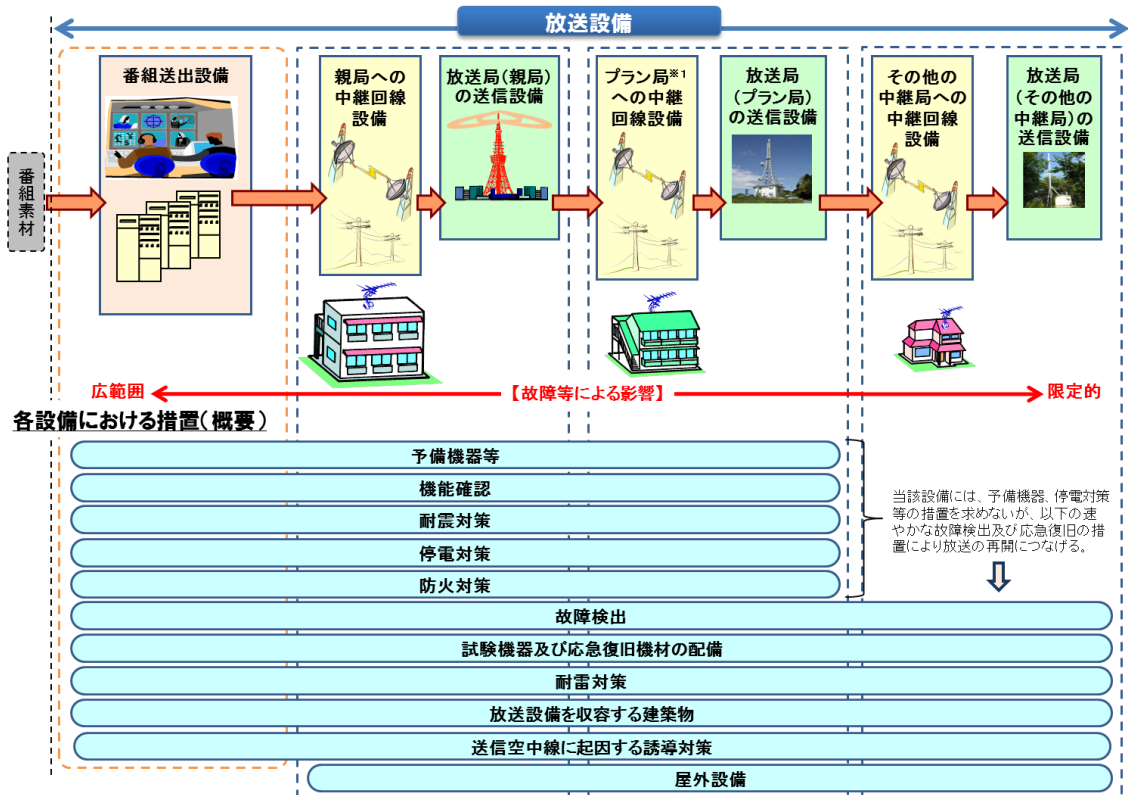 放送設備
番組素材
番組送出設備
親局への
中継回線
設備
放送局(親局)
の送信設備
プラン局※1
への中継
回線設備
放送局
(プラン局)
の送信設備
その他の
中継局への
中継回線
設備
放送局
(その他の
中継局)の
送信設備
広範囲
【故障等による影響】
限定的
各設備における措置(概要)
予備機器等
機能確認
耐震対策
停電対策
防火対策
当該設備には、予備機器、停電対策
等の措置を求めないが、以下の速
やかな故障検出及び応急復旧の措
置により放送の再開につなげる。
故障検出
試験機器及び応急復旧機材の配備
耐雷対策
放送設備を収容する建築物
送信空中線に起因する誘導対策
屋外設備